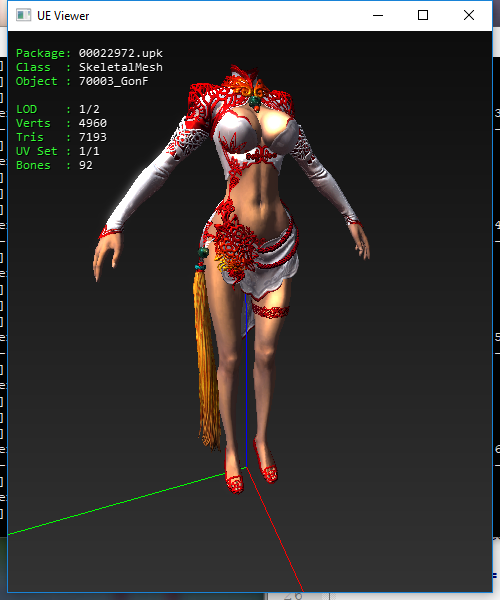 UE Viewer
Package: 00022972.upk
Class : SkeletalMesh
Object : 70003_GonF
LOD : 1/2
Verts : 4960
Tris : 7193
UV Set : 1/1
Bones : 92